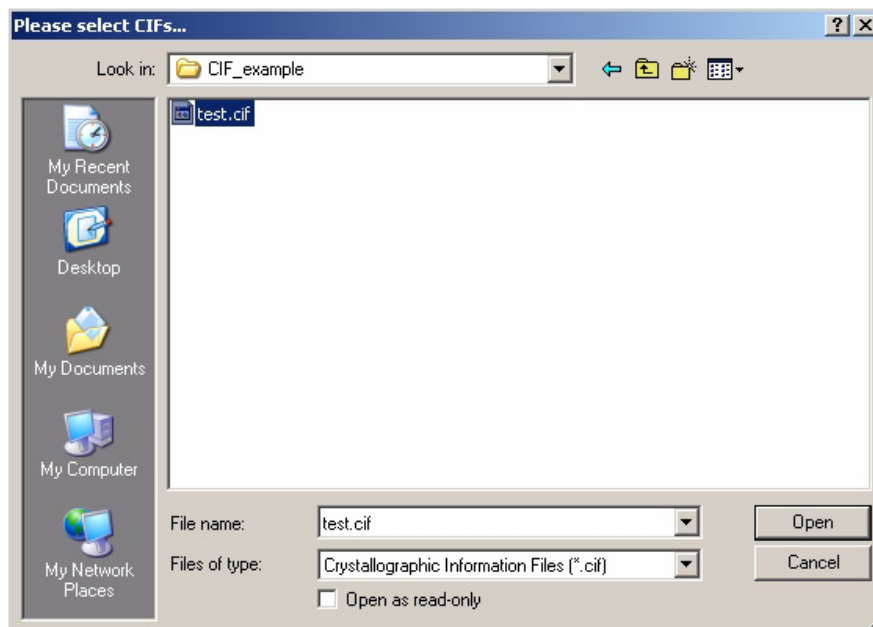 Please select CIFs...
Look in:
CIF_example
test.cif
My Recent
Documents
Desktop
My Documents
My Computer
My Network
Places
File name:
test.cif
Open
Files of type:
Crystallographic Information Files (*.cif)
Cancel
Open as read-only